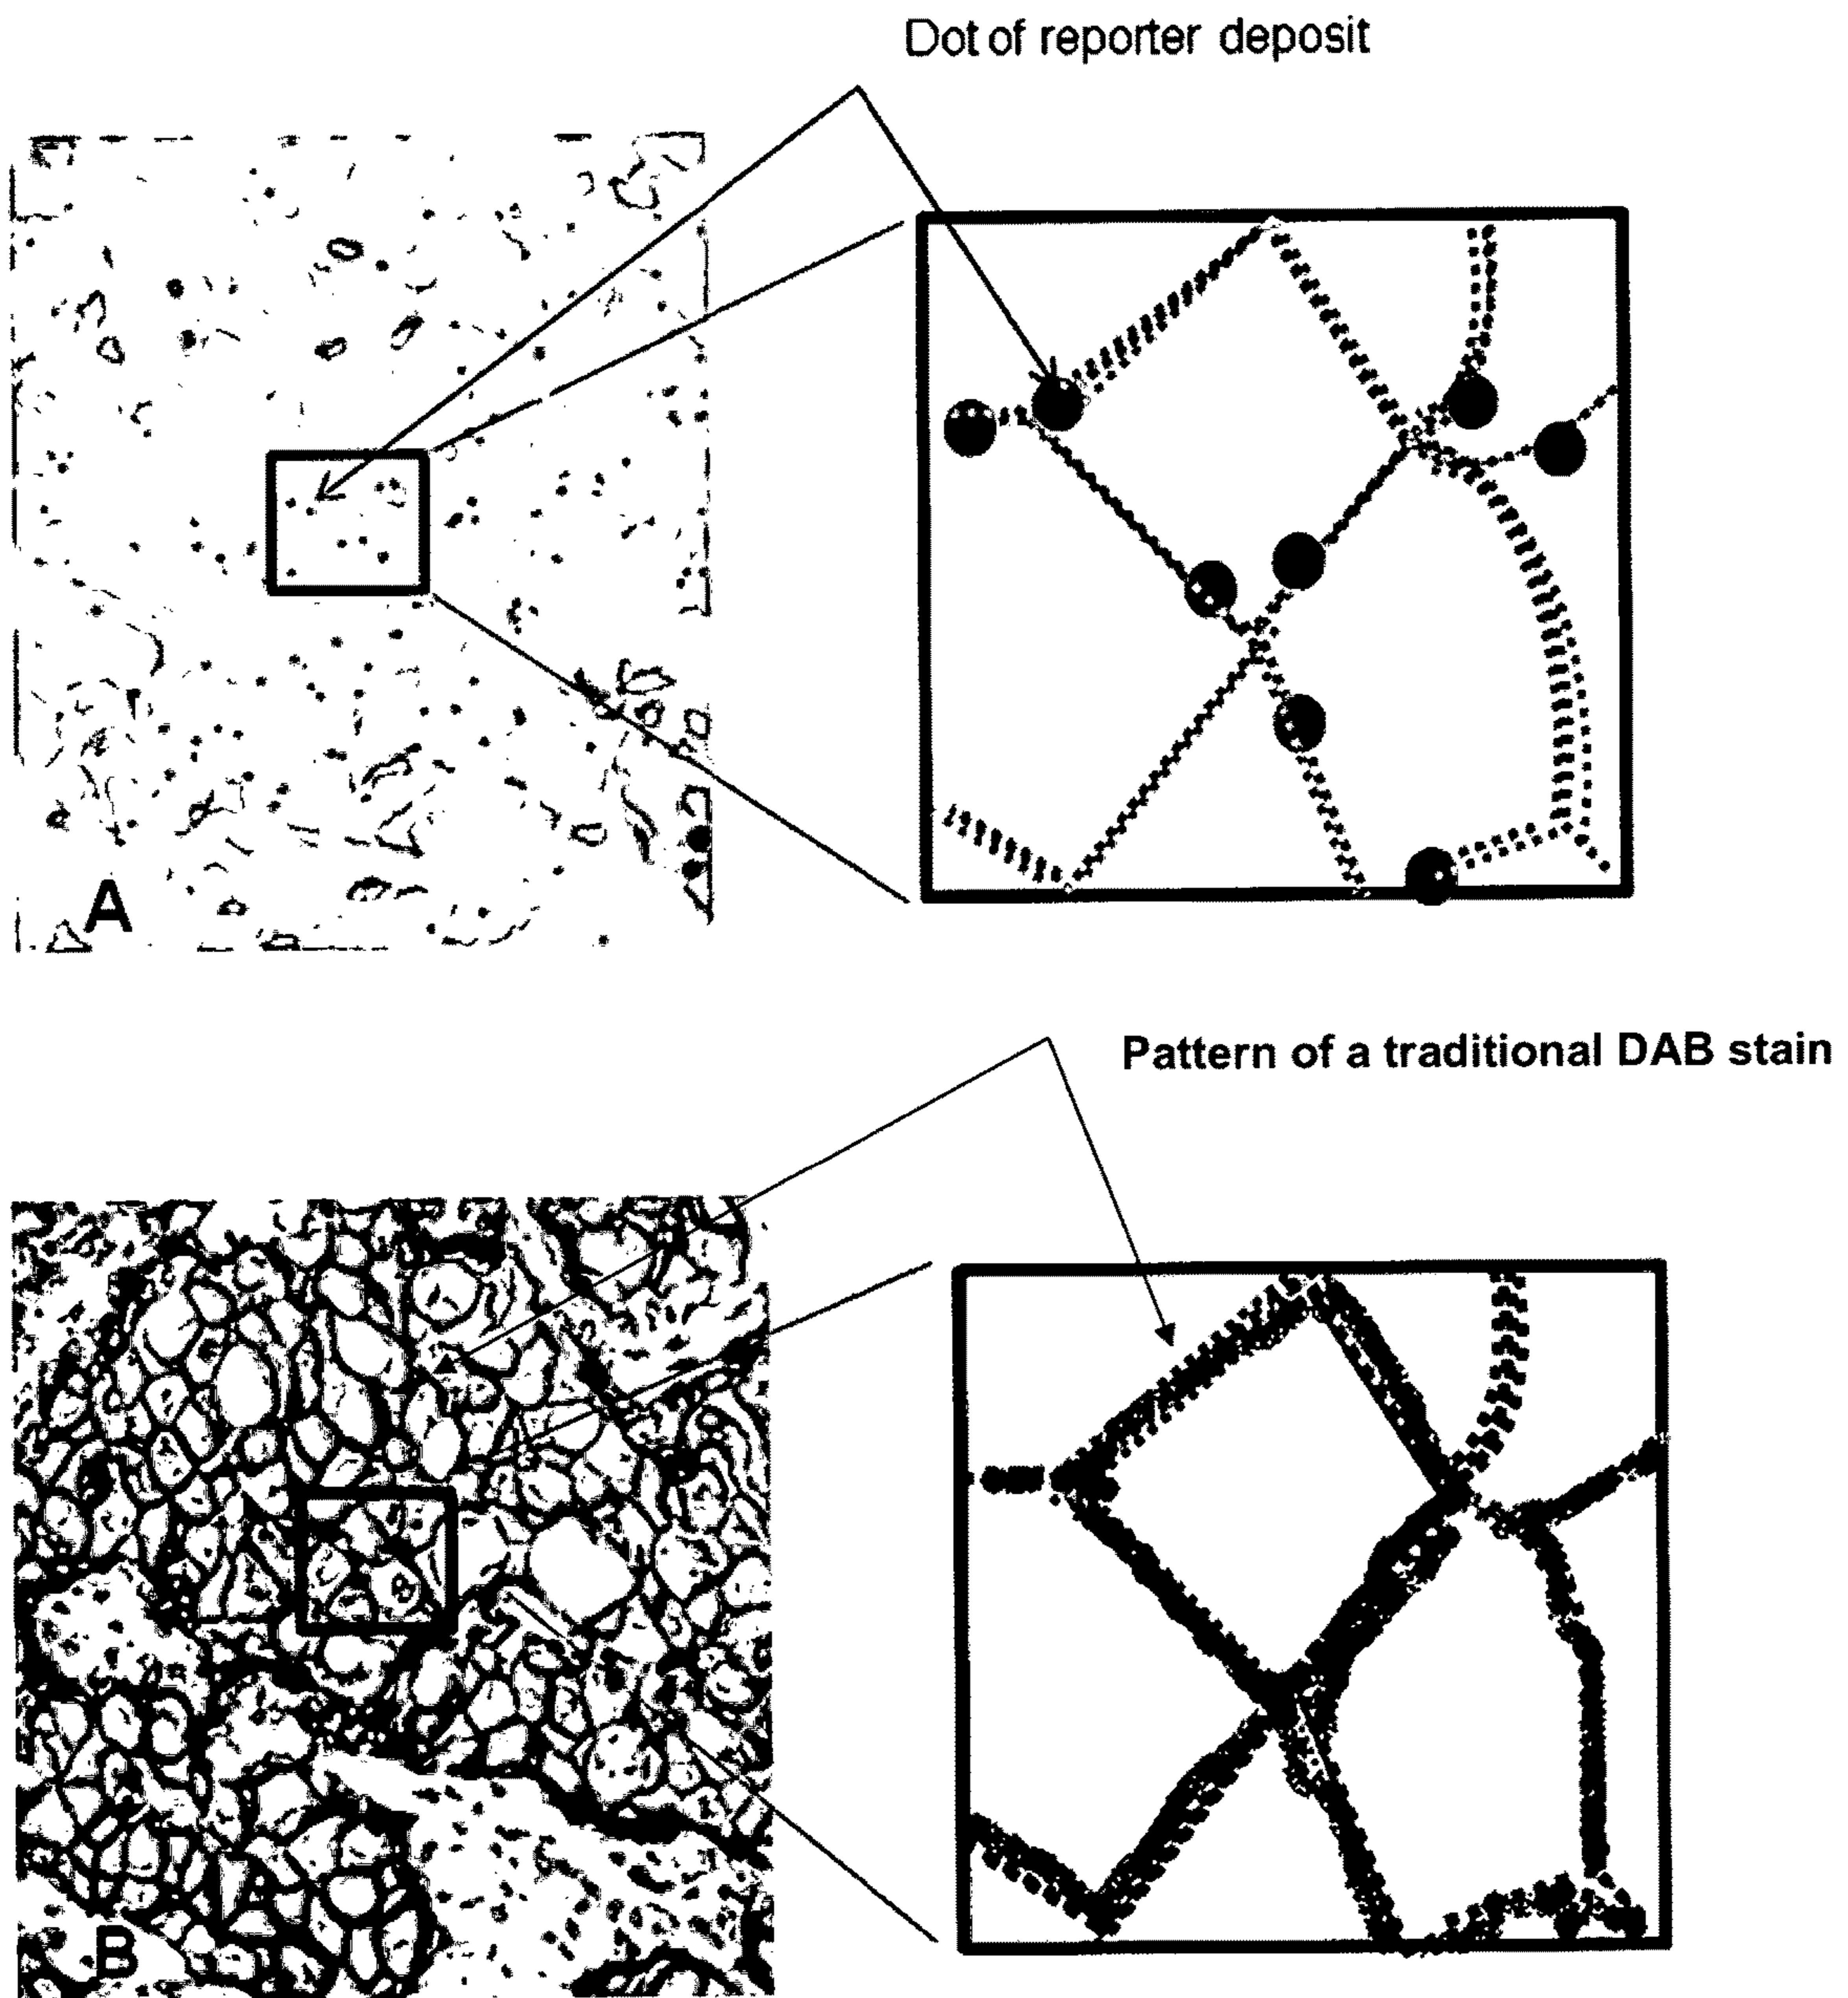 Dot of reporter deposit
A
Pattern of a traditional DAB stain
B